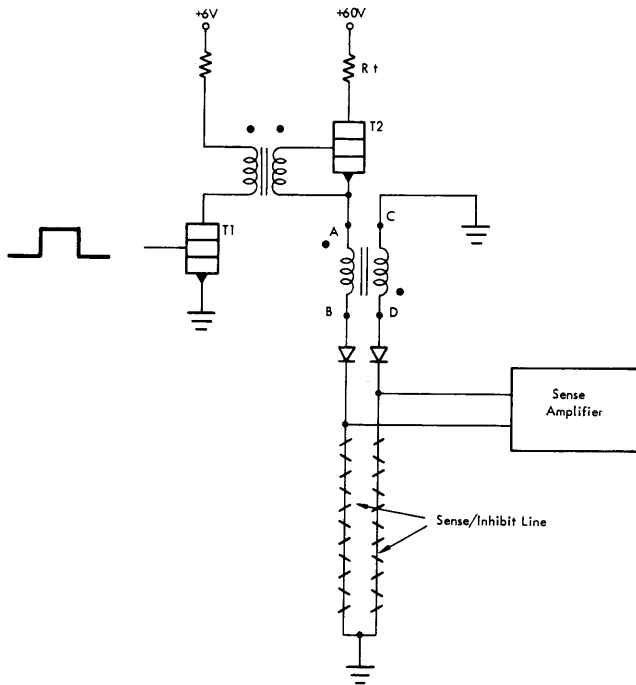 +6V
+60V
R t
T2
T1
A
C
B
D
Sense
Amplifier
Sense/Inhibit Line